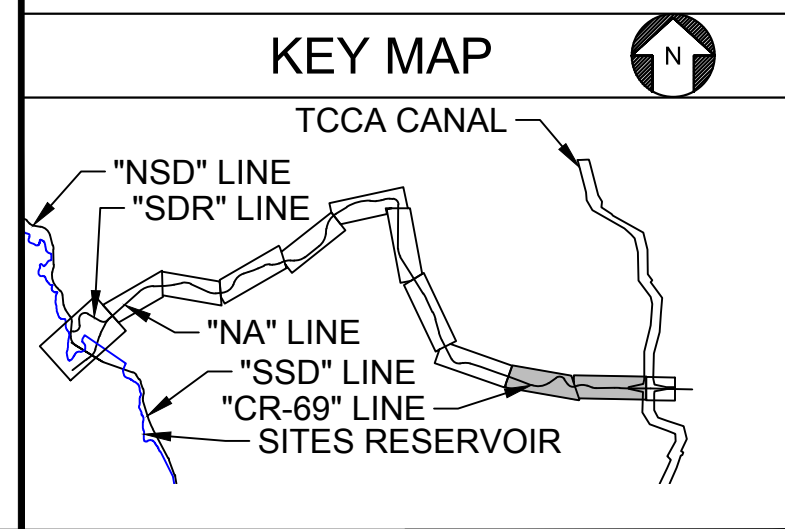 KEY MAP
N
TCCA CANAL
"NSD" LINE
"SDR" LINE
"NA" LINE
"SSD" LINE
"CR-69" LINE
SITES RESERVOIR